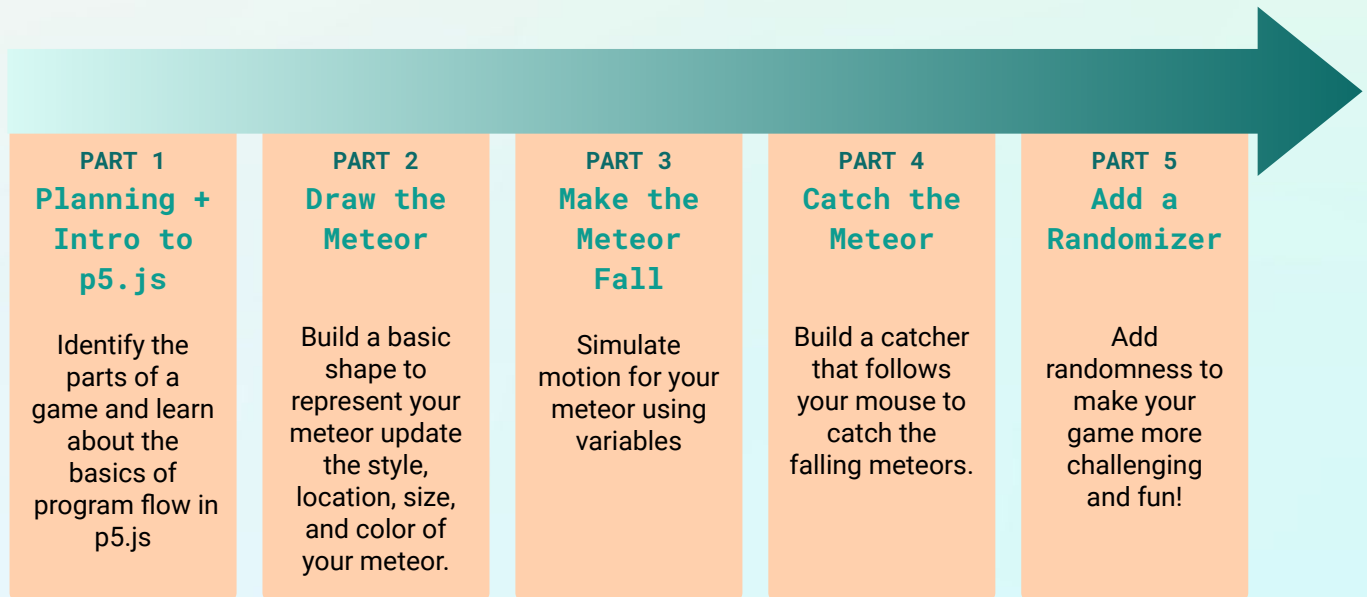 PART 1
Planning +
Intro to
p5.js
Identify the
parts of a
game and learn
about the
basics of
program flow in
p5.js
PART 2
Draw the
Meteor
Build a basic
shape to
represent your
meteor update
the style,
location, size,
and color of
your meteor.
PART 3
Make the
Meteor
Fall
Simulate
motion for your
meteor using
variables
PART 4
Catch the
Meteor
Build a catcher
that follows
your mouse to
catch the
falling meteors.
PART 5
Add a
Randomizer
Add
randomness to
make your
game more
challenging
and fun!